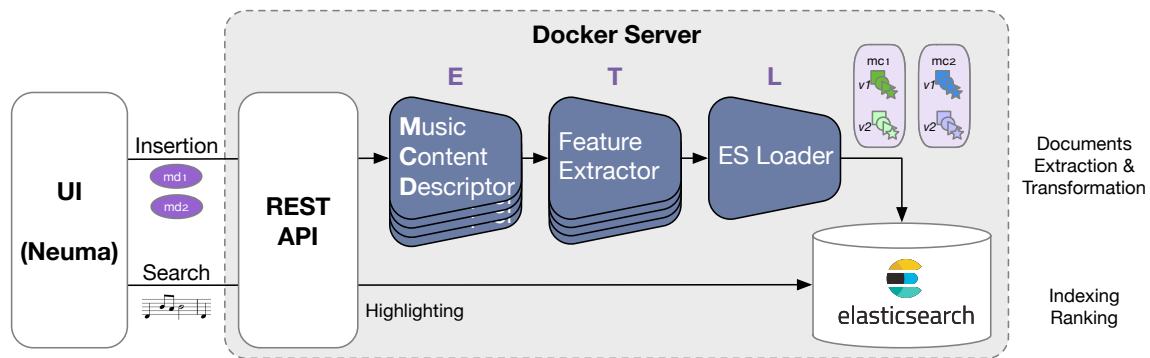 Docker Server
E
T
L
mc1
mc2
v1
v1
v2
v2
UI
(Neuma)
Insertion
md1
md2
Search
REST
API
Music
Content
Descriptor
Feature
Extractor
ES Loader
Highlighting
elasticsearch
Documents
Extraction &
Transformation
Indexing
Ranking